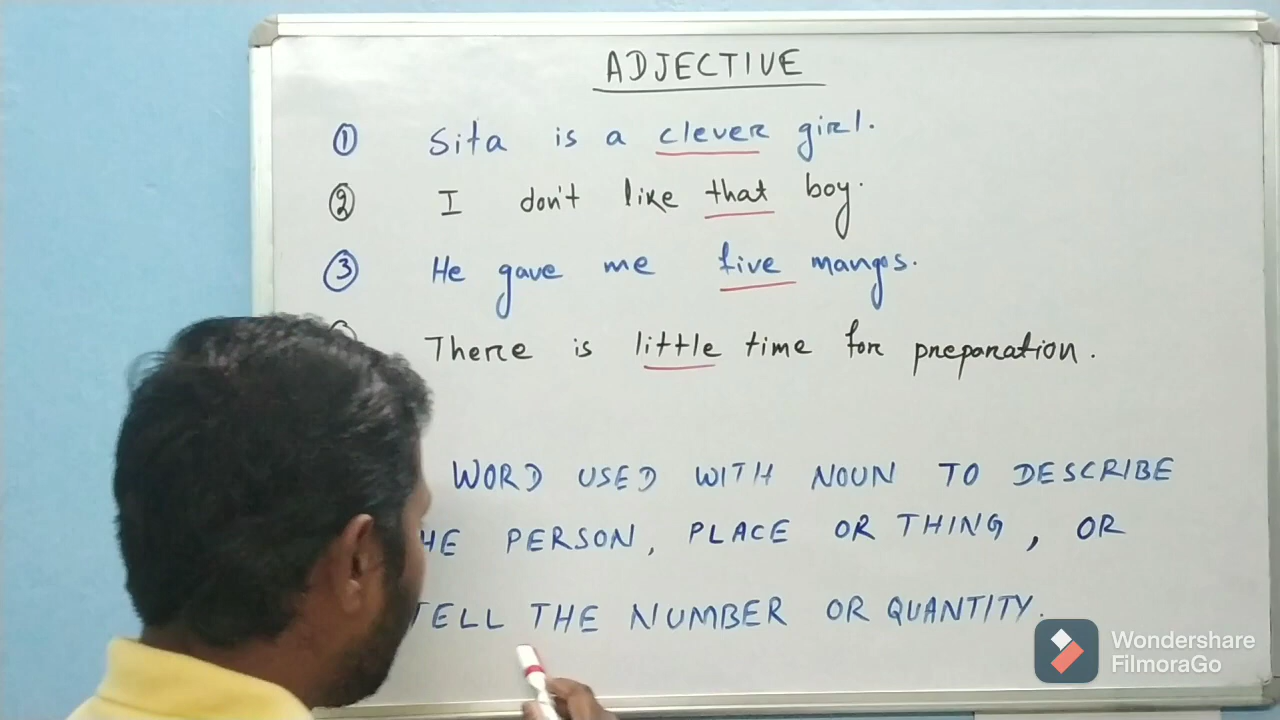 ADJECTIVE
① Sita is a clever girl.
② I don't like that boy.
③ He gave me five mangos.
There is little time for preparation.
WORD USED WITH NOUN TO DESCRIBE
HE PERSON, PLACE OR THING, OR
TELL THE NUMBER OR QUANTITY.
Wondershare
FilmoraGo